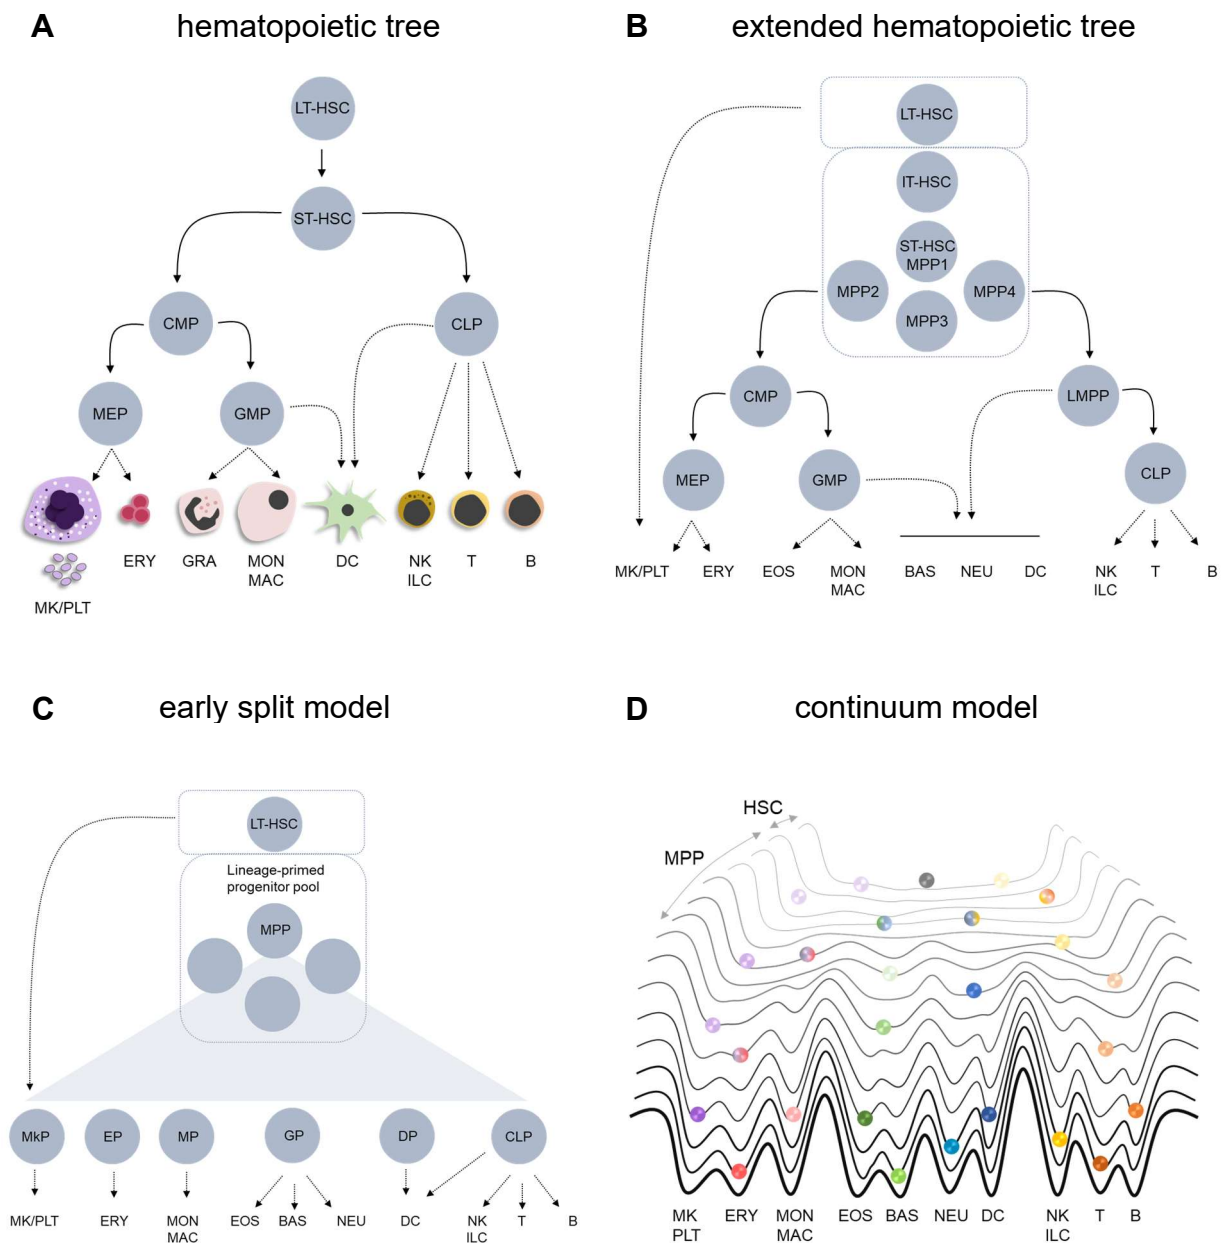 A
hematopoietic tree
LT-HSC
ST-HSC
CMP
CLP
MEP
GMP
ERY
GRA
MON
MAC
DC
NK
ILC
T
B
MK/PLT
B
extended hematopoietic tree
LT-HSC
IT-HSC
ST-HSC
MPP1
MPP2
MPP4
MPP3
CMP
LMPP
MEP
GMP
CLP
MK/PLT
ERY
EOS
MON
MAC
BAS
NEU
DC
NK
ILC
T
B
C
early split model
LT-HSC
Lineage-primed
progenitor pool
MPP
MkP
EP
MP
GP
DP
CLP
MK/PLT
ERY
MON
MAC
EOS
BAS
NEU
DC
NK
ILC
T
B
D
continuum model
HSC
MPP
MK
PLT
ERY
MON
MAC
EOS
BAS
NEU
DC
NK
ILC
T
B